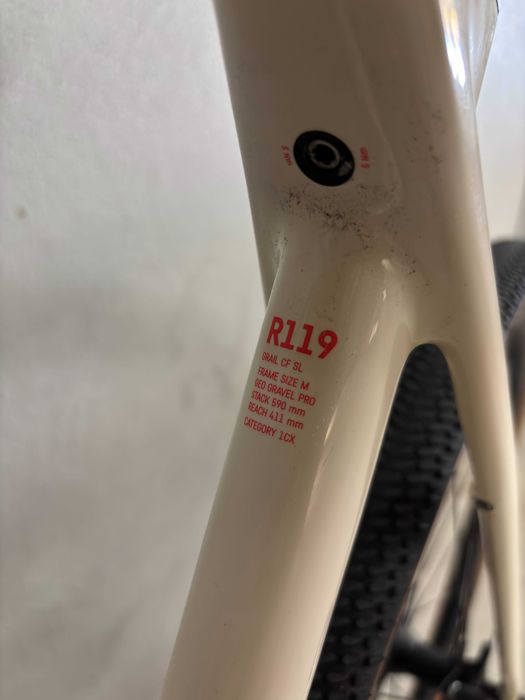 R119
GRAIL CF SL
FRAME SIZE M
GEO GRAVEL PRO
STACK 590 mm
REACH 411 mm
CATEGORY 1CX